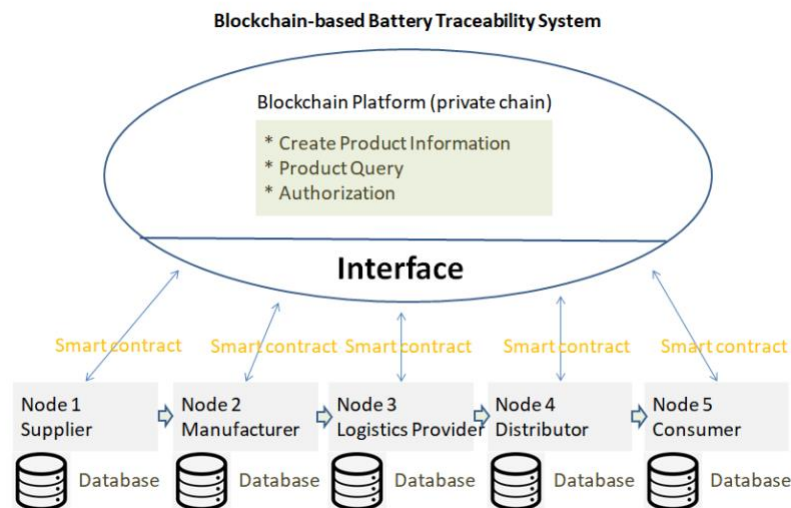 Blockchain-based Battery Traceability System
Blockchain Platform (private chain)
* Create Product Information
* Product Query
* Authorization
Interface
Smart contract
Smart contract
Smart contract
Smart contract
Smart contract
Node 1
Supplier
Node 2
Manufacturer
Node 3
Logistics Provider
Node 4
Distributor
Node 5
Consumer
Database
Database
Database
Database
Database